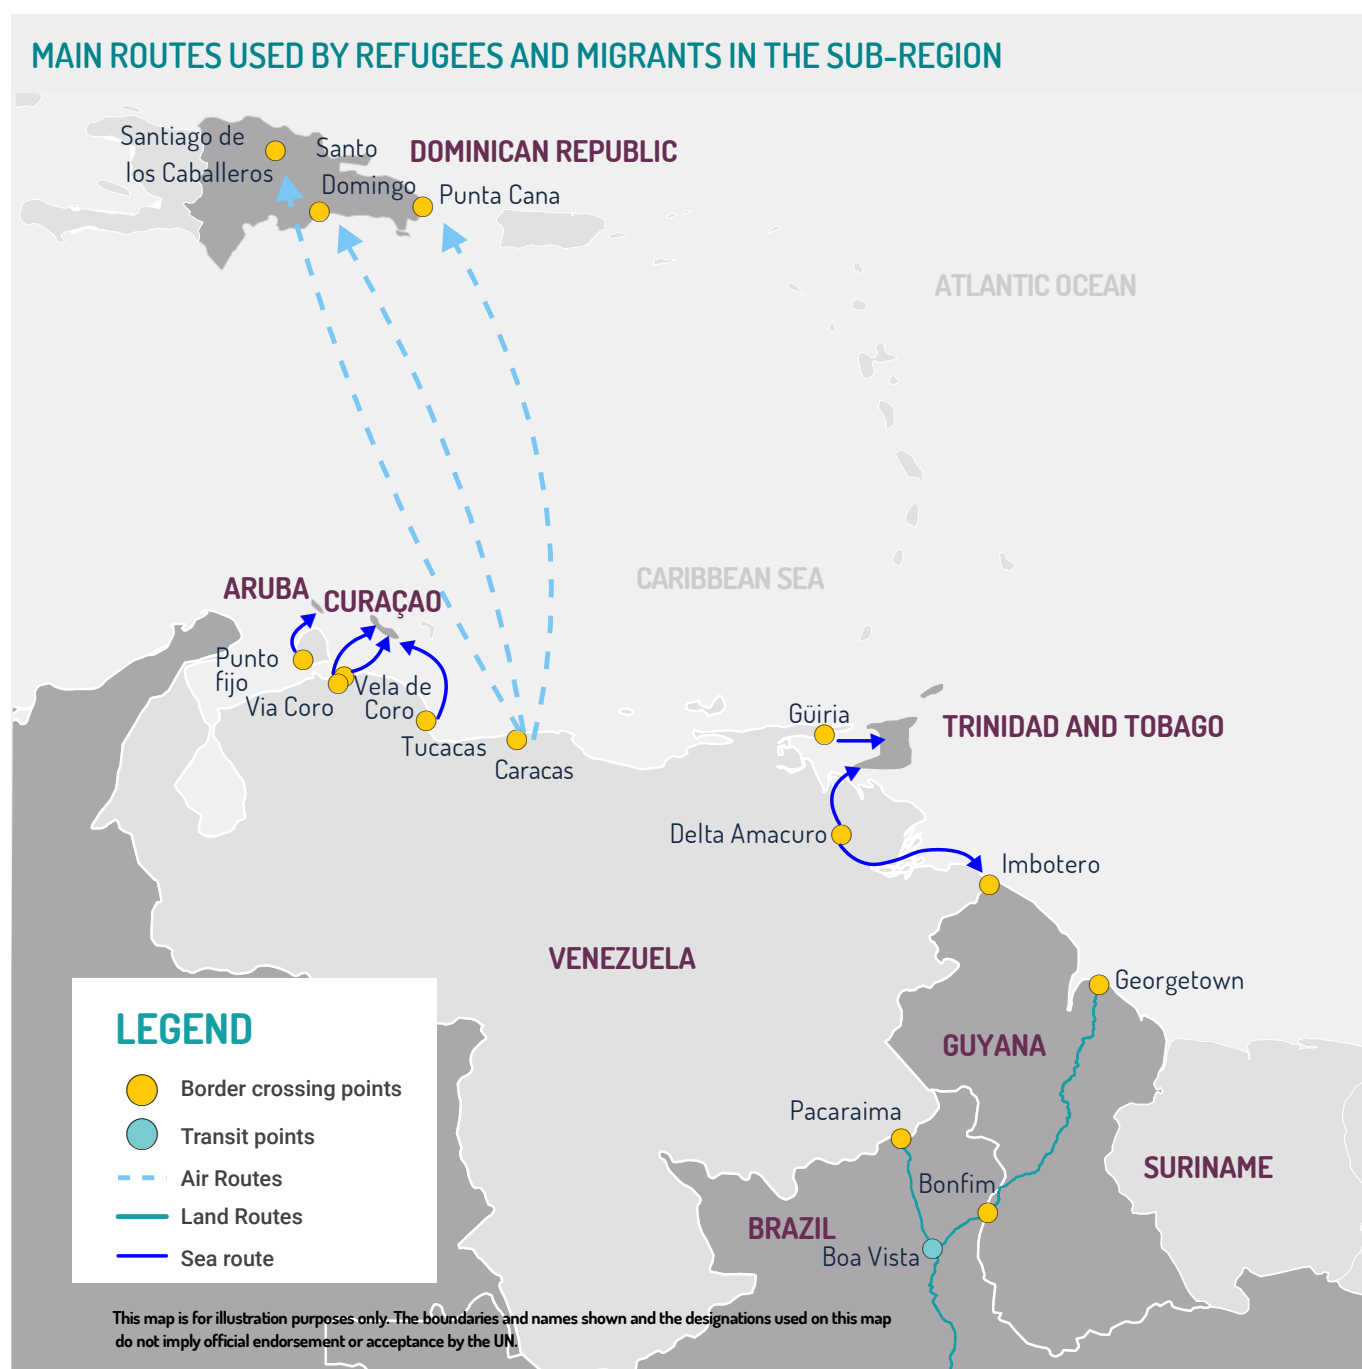 MAIN ROUTES USED BY REFUGEES AND MIGRANTS IN THE SUB-REGION
Santiago de
los Caballeros
Santo
Domingo
DOMINICAN REPUBLIC
Punta Cana
ATLANTIC OCEAN
CARIBBEAN SEA
ARUBA
CURAÇAO
Punto
fijo
Via Coro
Vela de
Coro
Tucacas
Caracas
Güiria
TRINIDAD AND TOBAGO
Delta Amacuro
Imbotero
VENEZUELA
Georgetown
GUYANA
Pacaraima
SURINAME
Bonfim
BRAZIL
Boa Vista
LEGEND
Border crossing points
Transit points
Air Routes
Land Routes
Sea route
This map is for illustration purposes only. The boundaries and names shown and the designations used on this map
do not imply official endorsement or acceptance by the UN.